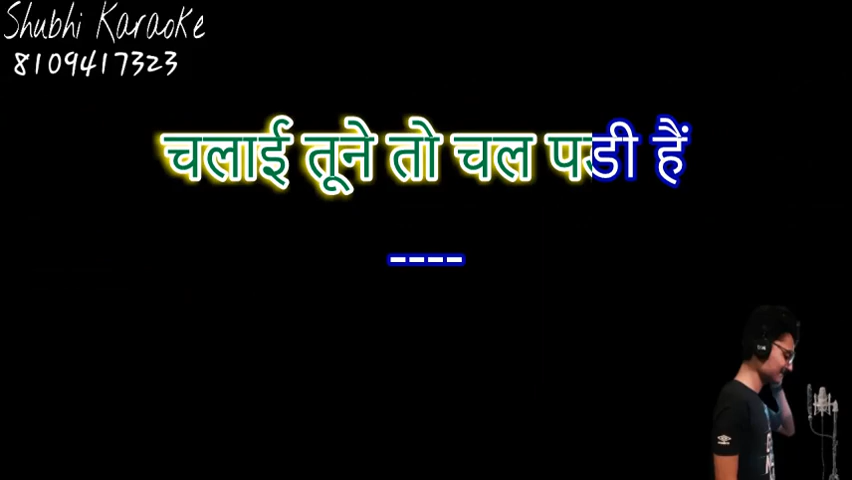 Shubhi Karaoke
8109417323
चलाई तूने तो चल पडी हैं
----